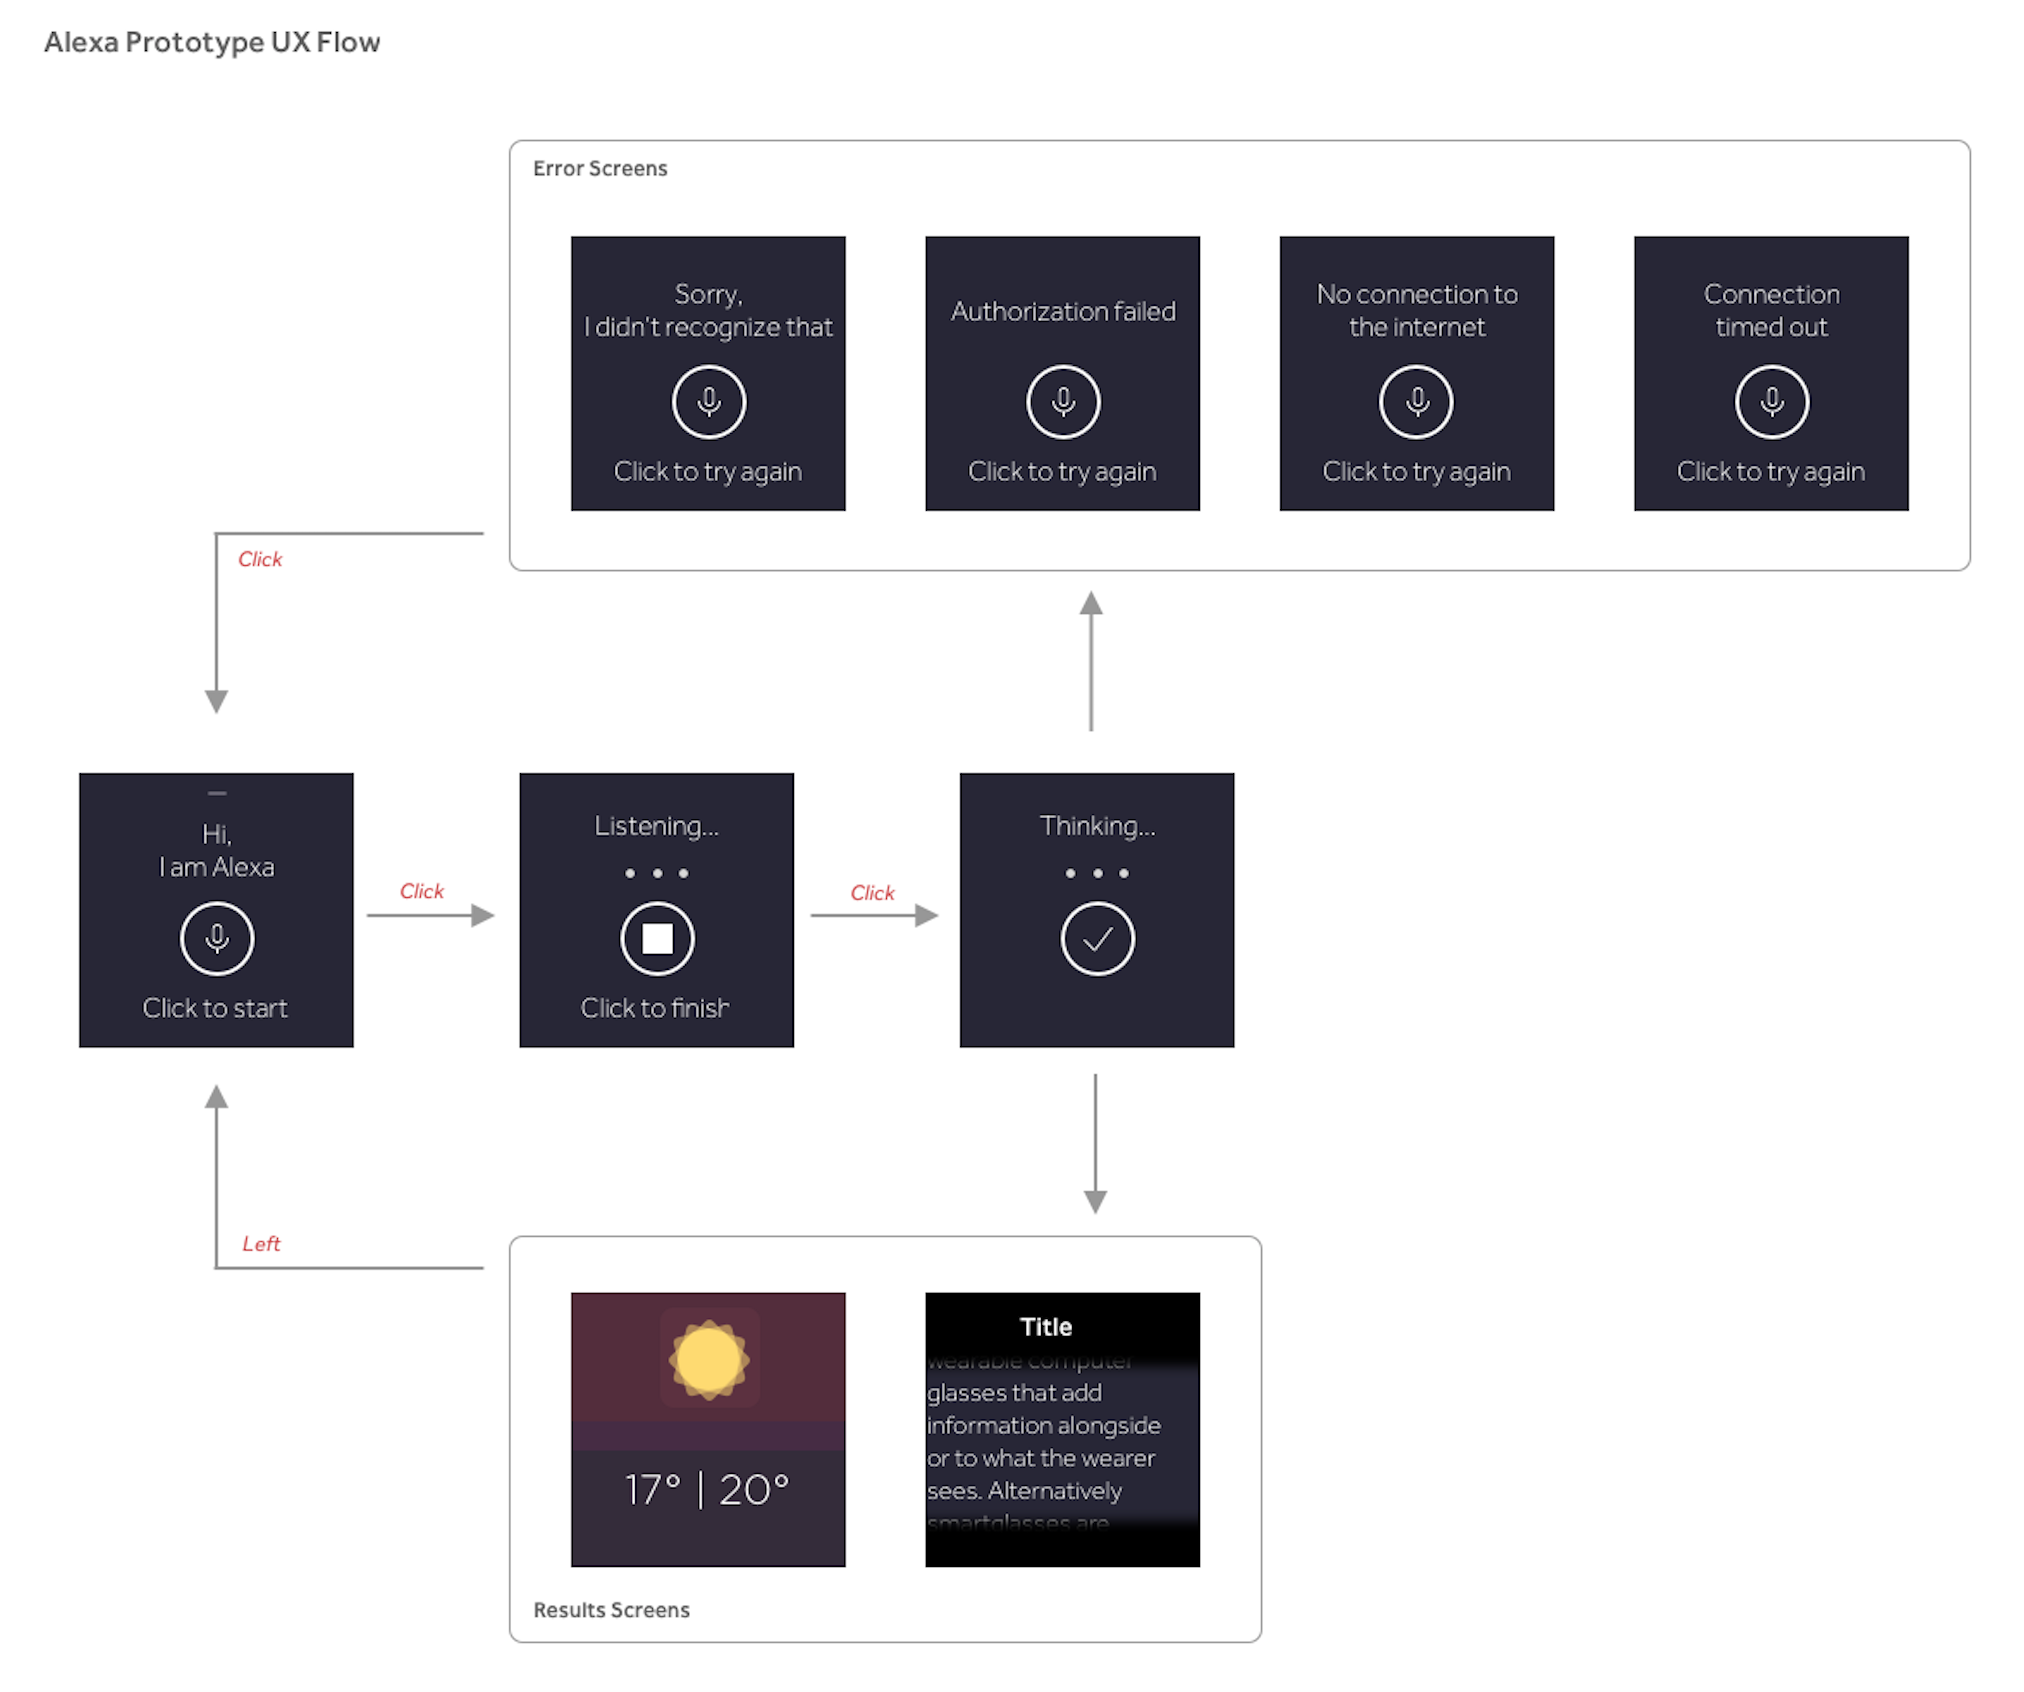 Alexa Prototype UX Flow
Error Screens
Sorry,
I didn't recognize that
Click to try again
Authorization failed
Click to try again
No connection to
the internet
Click to try again
Connection
timed out
Click to try again
Click
Hi,
I am Alexa
Click to start
Click
Listening...
Click to finish
Click
Thinking...
Left
17° | 20°
Title
wearable computer
glasses that add
information alongside
or to what the wearer
sees. Alternatively
smartglasses are
Results Screens